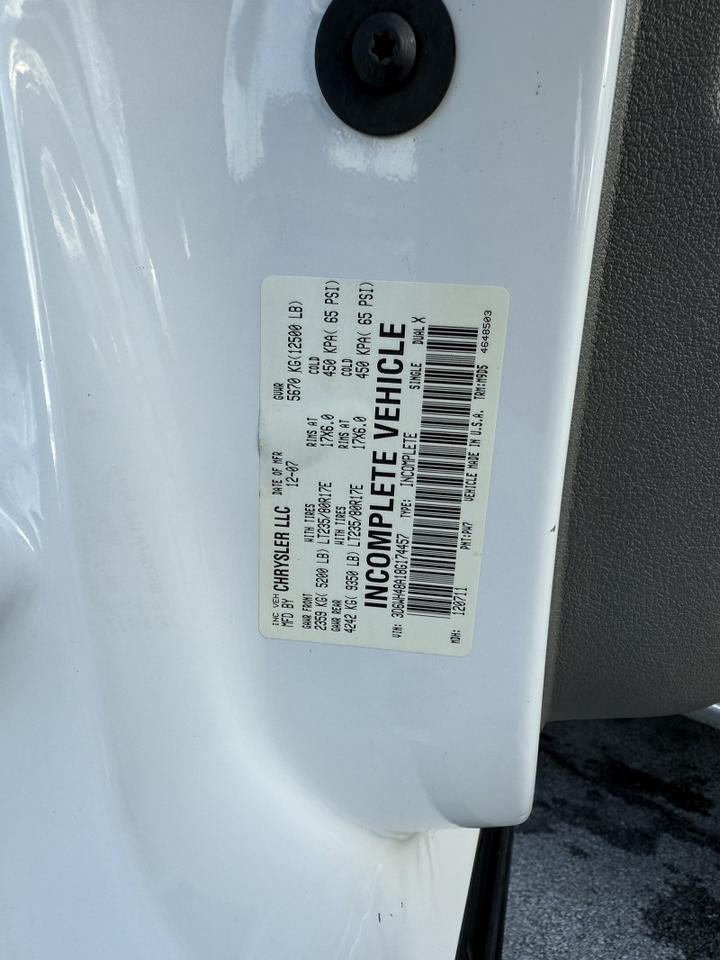 INC VEH
MFD BY CHRYSLER LLC DATE OF MFR 12-07 GVWR 5670 KG(12500 LB)
GAWR FRONT WITH TIRES RIMS AT COLD
2359 KG( 5200 LB) LT235/80R17E 17X6.0 450 KPA( 65 PSI)
GAWR REAR WITH TIRES RIMS AT COLD
4242 KG( 9350 LB) LT235/80R17E 17X6.0 450 KPA( 65 PSI)
INCOMPLETE VEHICLE
VIN: 3D6WH48A18G174457 TYPE: INCOMPLETE SINGLE DUAL X
MDH: 120711 PNT:PW7 VEHICLE MADE IN U.S.A. TRM:M9D5
4648503